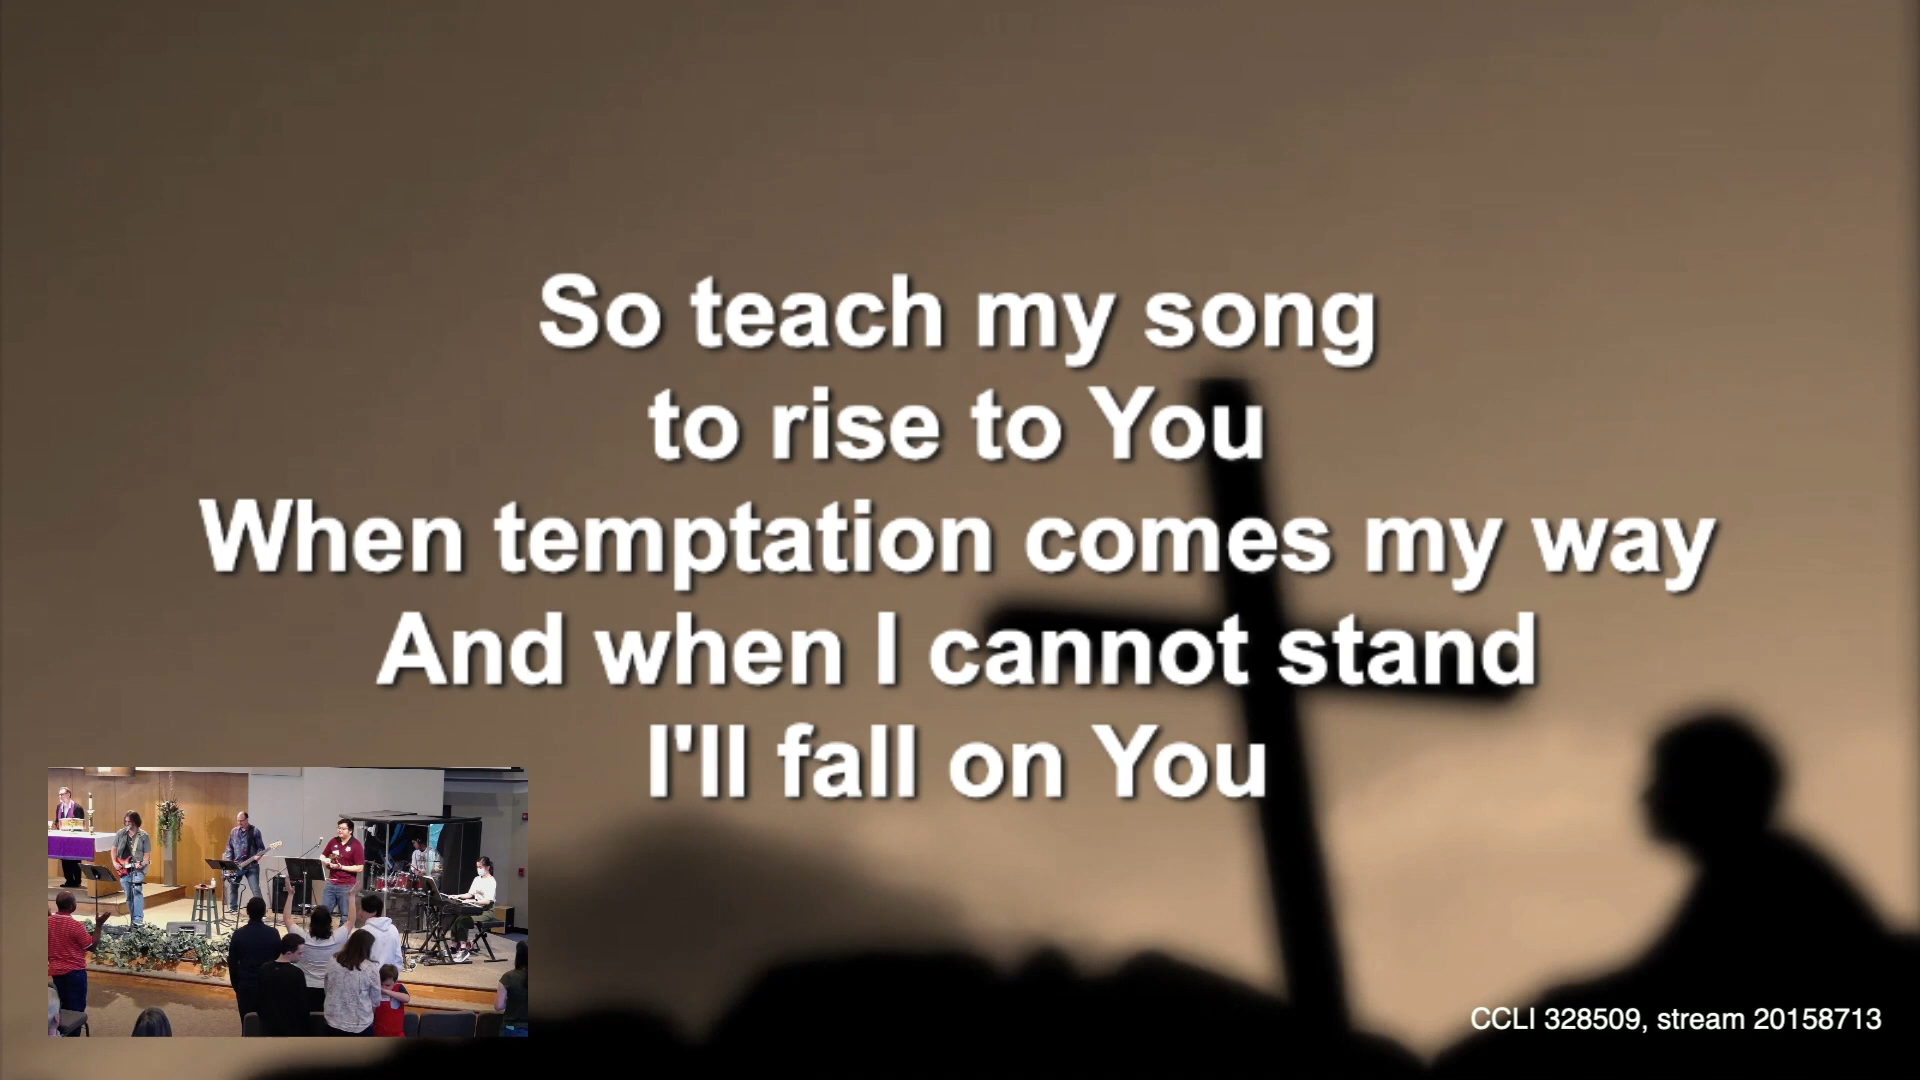 So teach my song
to rise to You
When temptation comes my way
And when I cannot stand
I'll fall on You
CCLI 328509, stream 20158713